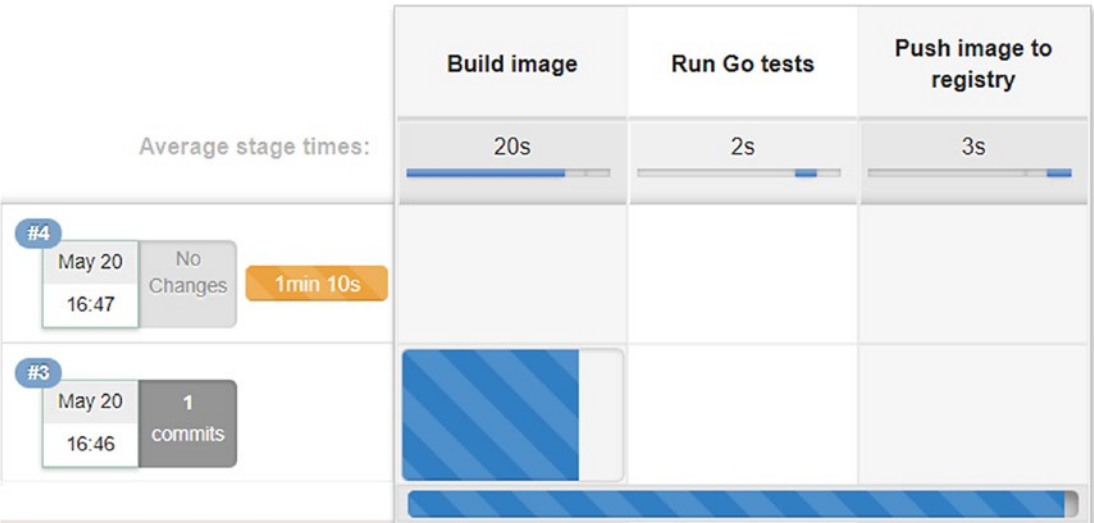 Build image
Run Go tests
Push image to
registry
Average stage times:
20s
2s
3s
#4
May 20
16:47
No
Changes
1min 10s
#3
May 20
16:46
1
commits